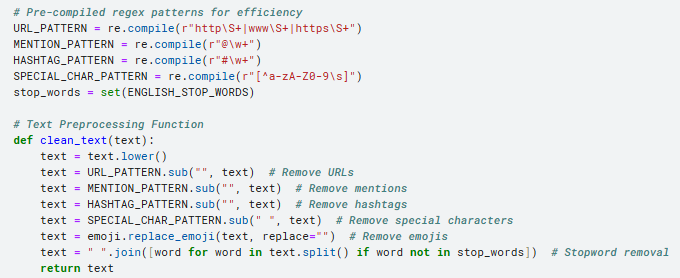 # Pre-compiled regex patterns for efficiency
URL_PATTERN = re.compile(r"http\S+|www\S+|https\S+")
MENTION_PATTERN = re.compile(r"@\w+")
HASHTAG_PATTERN = re.compile(r"#\w+")
SPECIAL_CHAR_PATTERN = re.compile(r"[^a-zA-Z0-9\s]")
stop_words = set(ENGLISH_STOP_WORDS)

# Text Preprocessing Function
def clean_text(text):
    text = text.lower()
    text = URL_PATTERN.sub("", text)  # Remove URLs
    text = MENTION_PATTERN.sub("", text)  # Remove mentions
    text = HASHTAG_PATTERN.sub("", text)  # Remove hashtags
    text = SPECIAL_CHAR_PATTERN.sub(" ", text)  # Remove special characters
    text = emoji.replace_emoji(text, replace="")  # Remove emojis
    text = " ".join([word for word in text.split() if word not in stop_words])  # Stopword removal
    return text